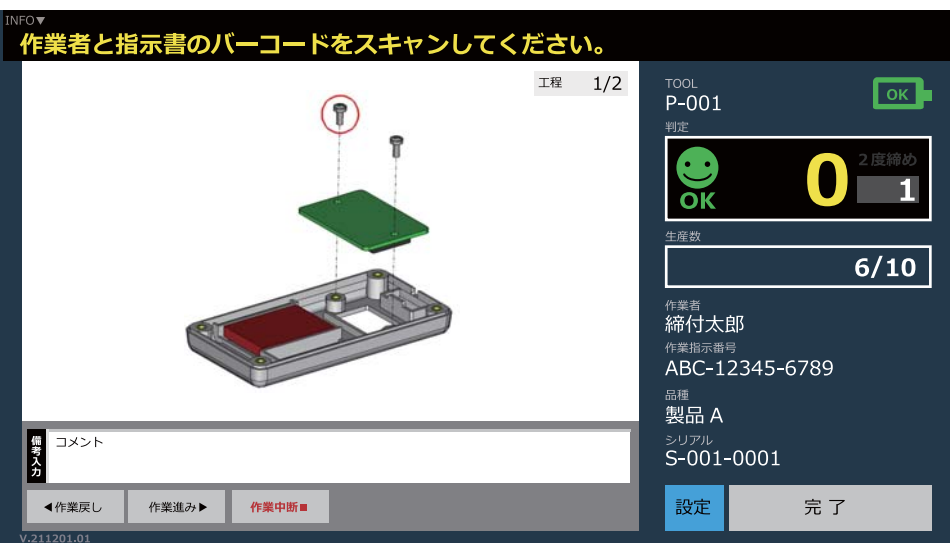 INFO▼
作業者と指示書のバーコードをスキャンしてください。
工程 1/2
TOOL
P-001
OK
判定
OK
0
2度締め
1
生産数
6/10
作業者
締付太郎
作業指示番号
ABC-12345-6789
品種
製品 A
シリアル
S-001-0001
備考入力
コメント
◀作業戻し
作業進み▶
作業中断■
設定
完了
V.211201.01